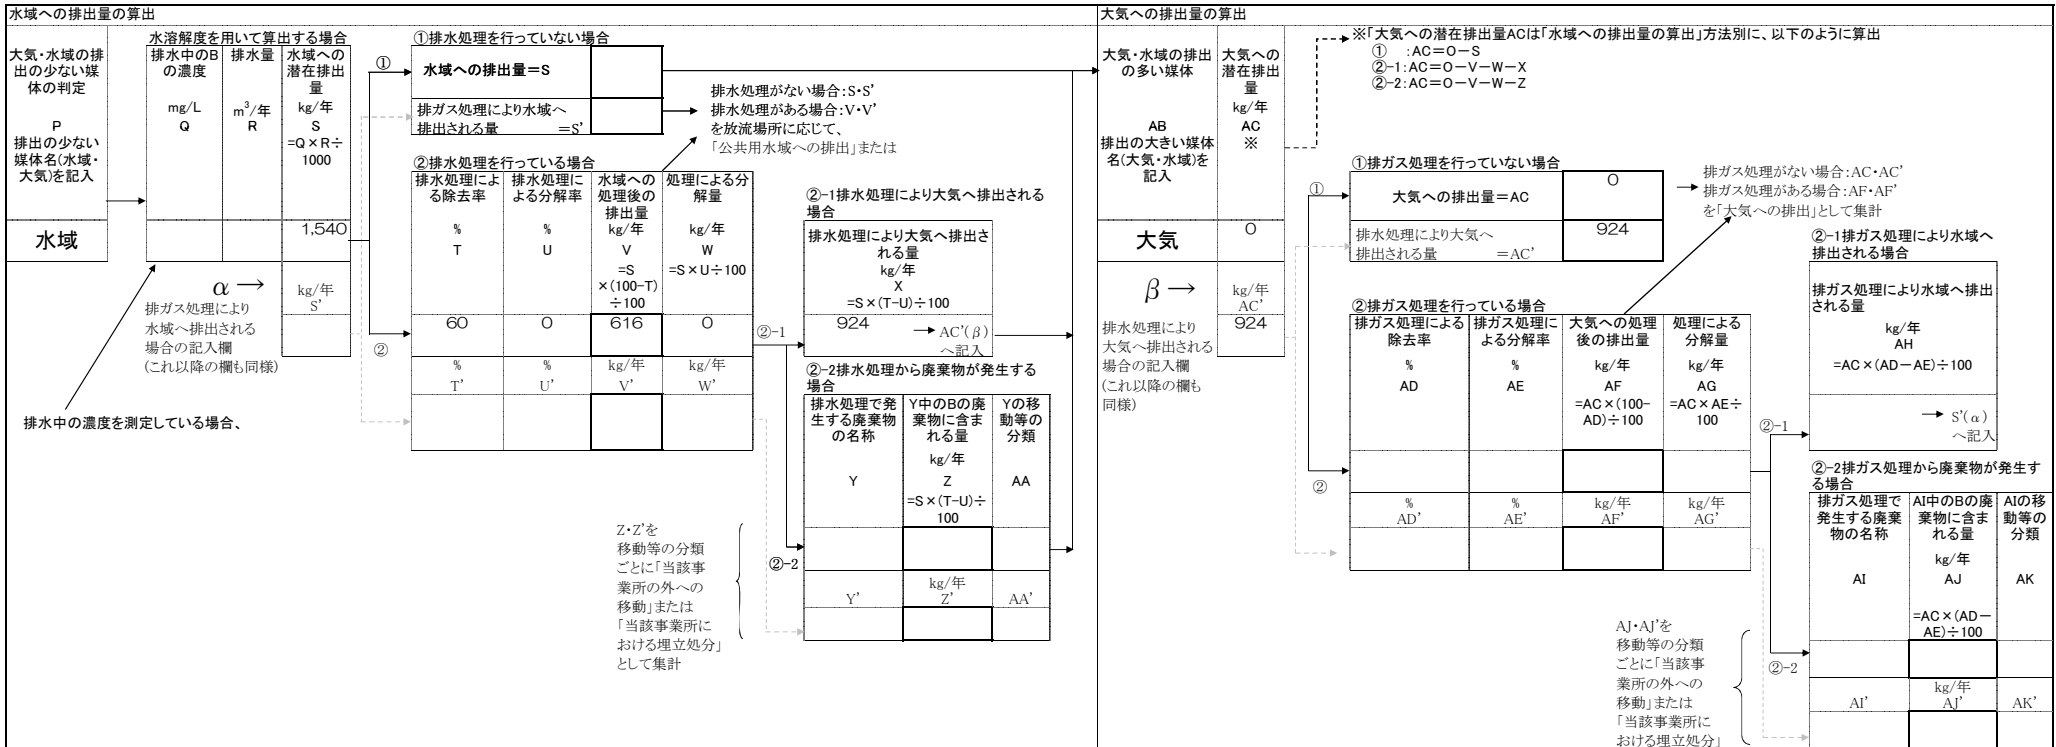 水域への排出量の算出
大気・水域の排
出の少ない媒
体の判定
P
排出の少ない
媒体名(水域・
大気)を記入
水域
水溶解度を用いて算出する場合
排水中のB
の濃度
mg/L
Q
排水量
m³/年
R
水域への
潜在排出
量
kg/年
S
=Q×R÷
1000
1,540
α→
kg/年
S'
排ガス処理により
水域へ排出される
場合の記入欄
(これ以降の欄も同様)
排水中の濃度を測定している場合、
①
②
①排水処理を行っていない場合
水域への排出量=S
排ガス処理により水域へ
排出される量 =S'
排水処理がない場合:S・S'
排水処理がある場合:V・V'
を放流場所に応じて、
「公共用水域への排出」または
②排水処理を行っている場合
排水処理によ
る除去率
%
T
排水処理に
よる分解率
%
U
水域への
処理後の
排出量
kg/年
V
=S
×(100-T)
÷100
処理による分
解量
kg/年
W
=S×U÷100
60
0
616
0
%
T'
%
U'
kg/年
V'
kg/年
W'
②-1
②-2
②-1排水処理により大気へ排出される
場合
排水処理により大気へ排出さ
れる量
kg/年
X
=S×(T-U)÷100
924
→ AC'(β)
へ記入
②-2排水処理から廃棄物が発生する
場合
排水処理で発
生する廃棄物
の名称
Y
Y中のBの廃
棄物に含ま
れる量
kg/年
Z
=S×(T-U)÷
100
Yの移
動等の
分類
AA
Y'
kg/年
Z'
AA'
Z・Z'を
移動等の分類
ごとに「当該事
業所の外への
移動」または
「当該事業所に
おける埋立処分」
として集計
大気への排出量の算出
大気・水域の排出
の多い媒体
AB
排出の大きい媒体
名(大気・水域)を
記入
大気
大気への
潜在排出
量
kg/年
AC
※
0
β→
kg/年
AC'
924
排水処理により
大気へ排出される
場合の記入欄
(これ以降の欄も
同様)
※「大気への潜在排出量ACは「水域への排出量の算出」方法別に、以下のように算出
① :AC=O-S
②-1:AC=O-V-W-X
②-2:AC=O-V-W-Z
①
②
①排ガス処理を行っていない場合
大気への排出量=AC
0
排水処理により大気へ
排出される量 =AC'
924
排ガス処理がない場合:AC・AC'
排ガス処理がある場合:AF・AF'
を「大気への排出」として集計
②排ガス処理を行っている場合
排ガス処理による
除去率
%
AD
排ガス処理に
よる分解率
%
AE
大気への処理
後の排出量
kg/年
AF
=AC×(100-
AD)÷100
処理による
分解量
kg/年
AG
=AC×AE÷
100
%
AD'
%
AE'
kg/年
AF'
kg/年
AG'
②-1
②-2
②-1排ガス処理により水域へ
排出される場合
排ガス処理により水域へ排出
される量
kg/年
AH
=AC×(AD-AE)÷100
→ S'(α)
へ記入
②-2排ガス処理から廃棄物が発生す
る場合
排ガス処理で
発生する廃棄
物の名称
AI
AI中のBの廃
棄物に含ま
れる量
kg/年
AJ
=AC×(AD-
AE)÷100
AIの移
動等の
分類
AK
AI'
kg/年
AJ'
AK'
AJ・AJ'を
移動等の分類
ごとに「当該事
業所の外への
移動」または
「当該事業所に
おける埋立処分」